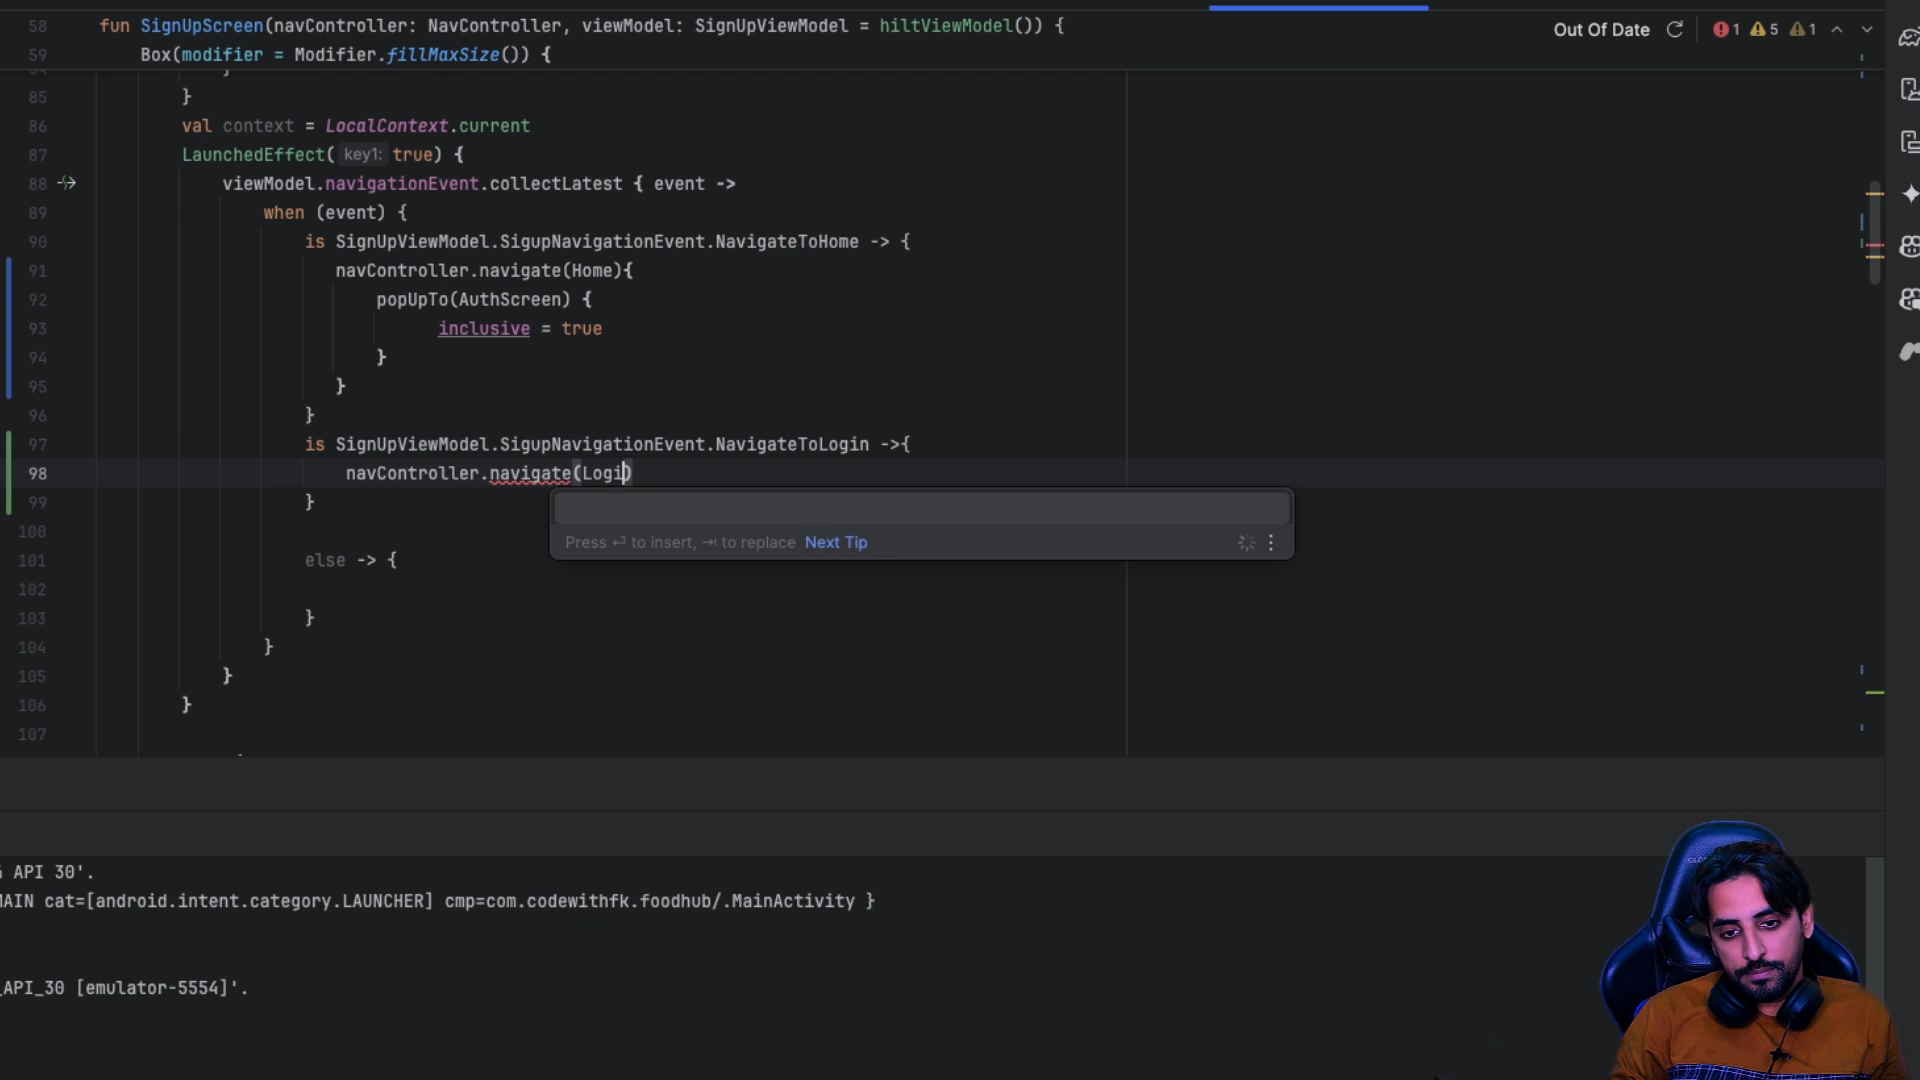 58 fun SignUpScreen(navController: NavController, viewModel: SignUpViewModel = hiltViewModel()) {
Out Of Date 1 5 1
59 Box(modifier = Modifier.fillMaxSize()) {
85 }
86 val context = LocalContext.current
87 LaunchedEffect( key1: true) {
88 viewModel.navigationEvent.collectLatest { event ->
89 when (event) {
90 is SignUpViewModel.SigupNavigationEvent.NavigateToHome -> {
91 navController.navigate(Home){
92 popUpTo(AuthScreen) {
93 inclusive = true
94 }
95 }
96 }
97 is SignUpViewModel.SigupNavigationEvent.NavigateToLogin ->{
98 navController.navigate(Logi)
99 }
100
Press ⏎ to insert, ⇥ to replace Next Tip
101 else -> {
102
103 }
104 }
105 }
106 }
107
API 30'.
MAIN cat=[android.intent.category.LAUNCHER] cmp=com.codewithfk.foodhub/.MainActivity }
_API_30 [emulator-5554]'.